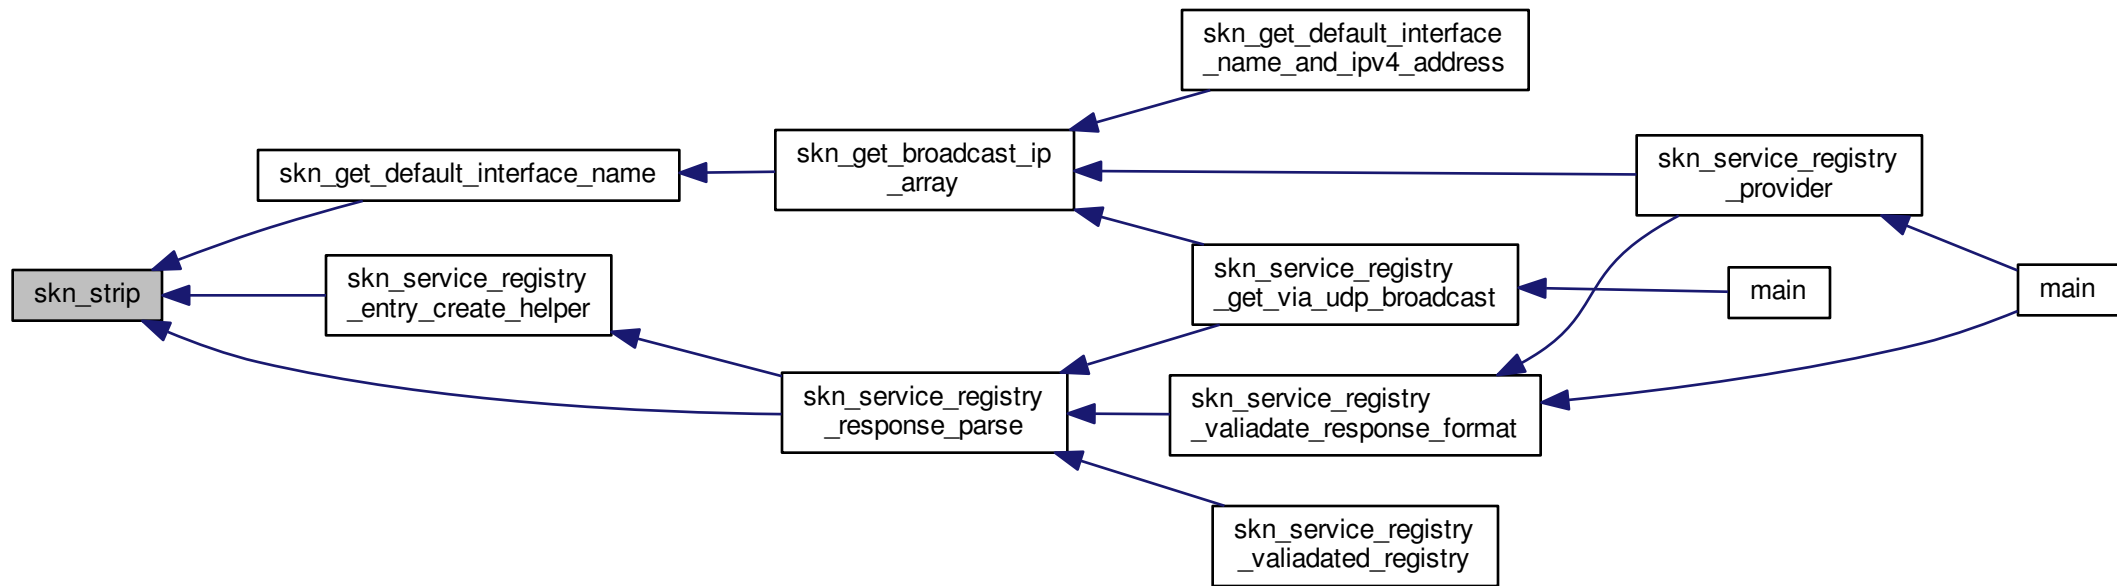 skn_get_default_interface
_name_and_ipv4_address
skn_get_broadcast_ip
_array
skn_service_registry
_provider
skn_get_default_interface_name
skn_service_registry
_get_via_udp_broadcast
skn_strip
skn_service_registry
_entry_create_helper
main
main
skn_service_registry
_response_parse
skn_service_registry
_valiadate_response_format
skn_service_registry
_valiadated_registry